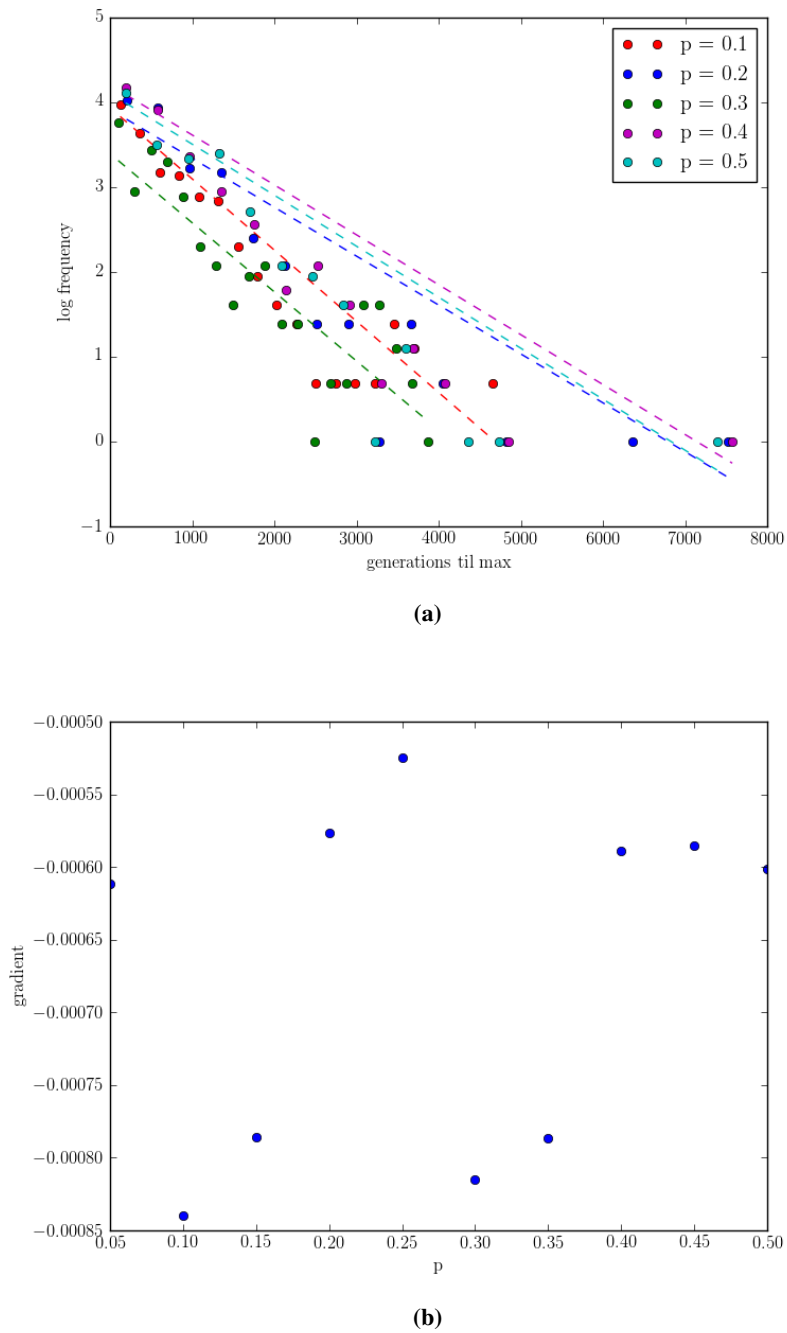 5
4
3
2
1
0
−1
log frequency
p = 0.1
p = 0.2
p = 0.3
p = 0.4
p = 0.5
0 1000 2000 3000 4000 5000 6000 7000 8000
generations til max
(a)
−0.00050
−0.00055
−0.00060
−0.00065
−0.00070
−0.00075
−0.00080
−0.00085
gradient
0.05 0.10 0.15 0.20 0.25 0.30 0.35 0.40 0.45 0.50
p
(b)